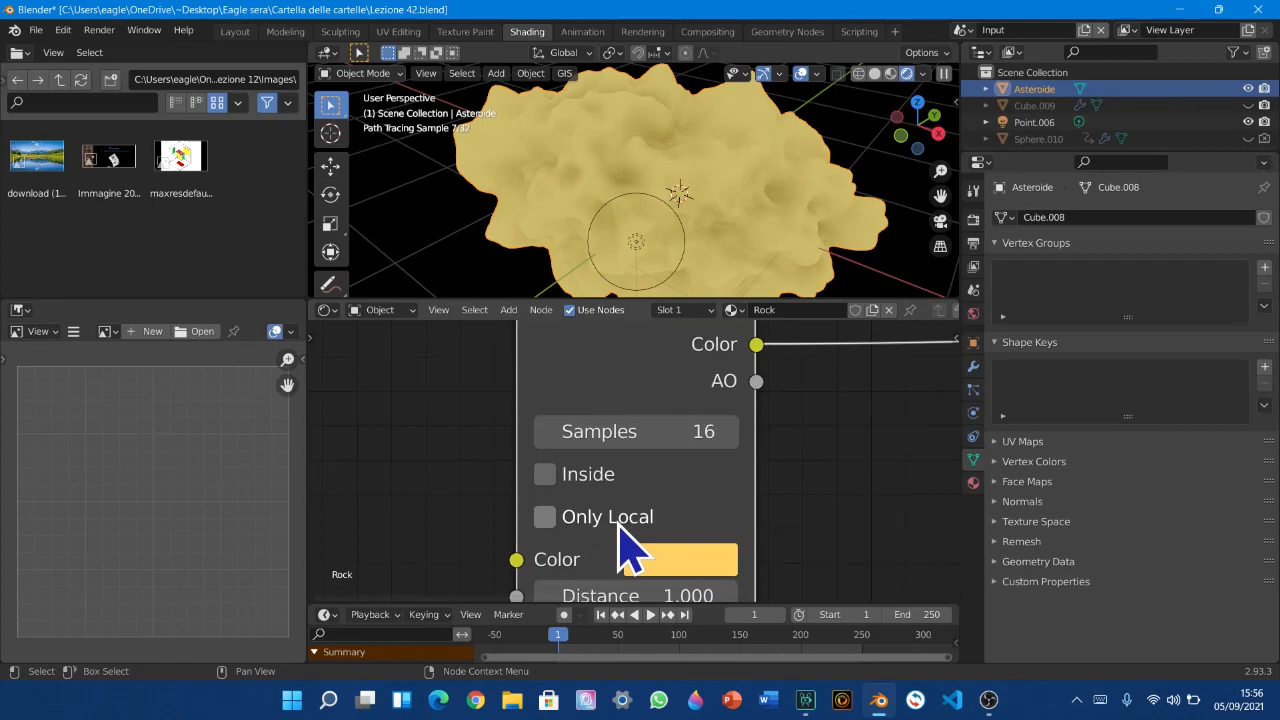 Blender* [C:\Users\eagle\OneDrive\~Desktop\Eagle sera\Cartella delle cartelle\Lezione 42.blend]
File Edit Render Window Help
Layout Modeling Sculpting UV Editing Texture Paint Shading Animation Rendering Compositing Geometry Nodes Scripting
Input View Layer
View Select
Global
Options
C:\Users\eagle\On...ezione 12\Images\
Object Mode View Select Add Object GIS
User Perspective
(1) Scene Collection | Asteroide
Path Tracing Sample 7/32
Scene Collection
Asteroide
Cube.009
Point.006
Sphere.010
download (1...
Immagine 20...
maxresdefau...
X
Y
Z
Asteroide Cube.008
Cube.008
Vertex Groups
Shape Keys
UV Maps
Vertex Colors
Face Maps
Normals
Texture Space
Remesh
Geometry Data
Custom Properties
View New Open
Object View Select Add Node Use Nodes Slot 1 Rock
Color
AO
Samples 16
Inside
Only Local
Color
Distance 1.000
Rock
Playback Keying View Marker 1 Start 1 End 250
-50 1 50 100 150 200 250 300
Summary
Select Box Select Pan View Node Context Menu 2.93.3
15:56
05/09/2021